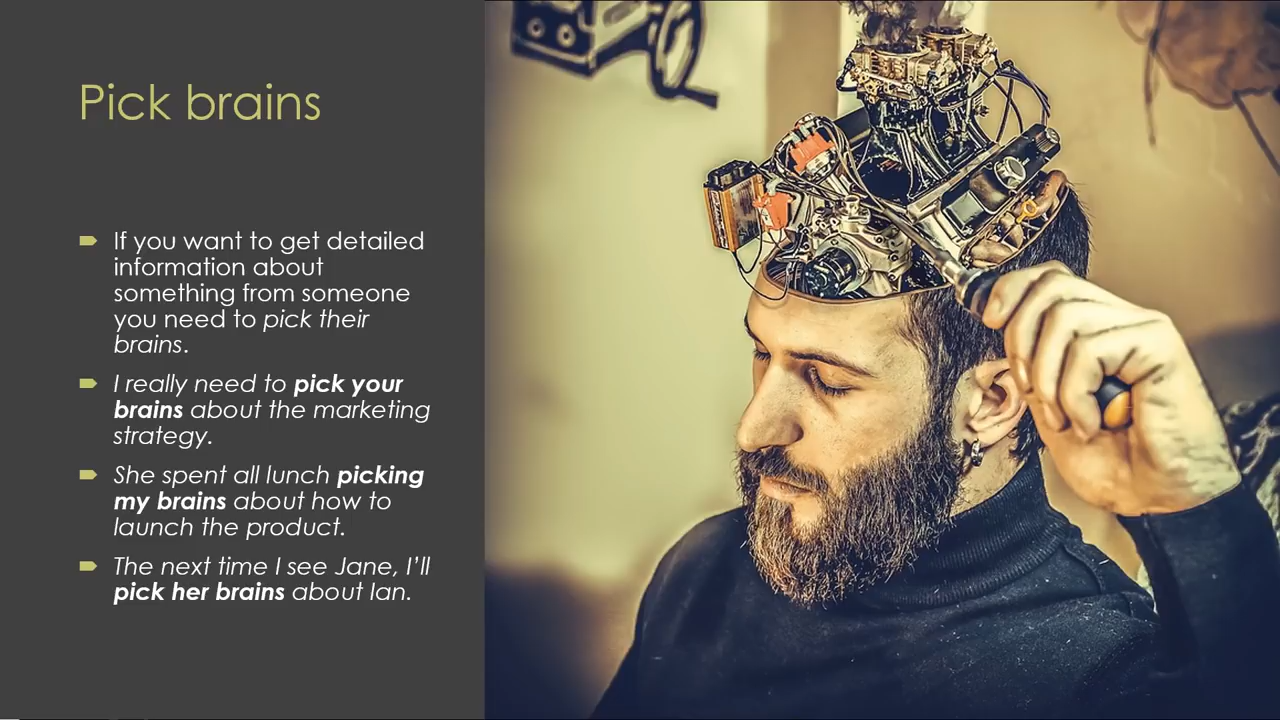 Pick brains
If you want to get detailed
information about
something from someone
you need to pick their
brains.
I really need to pick your
brains about the marketing
strategy.
She spent all lunch picking
my brains about how to
launch the product.
The next time I see Jane, I’ll
pick her brains about Ian.